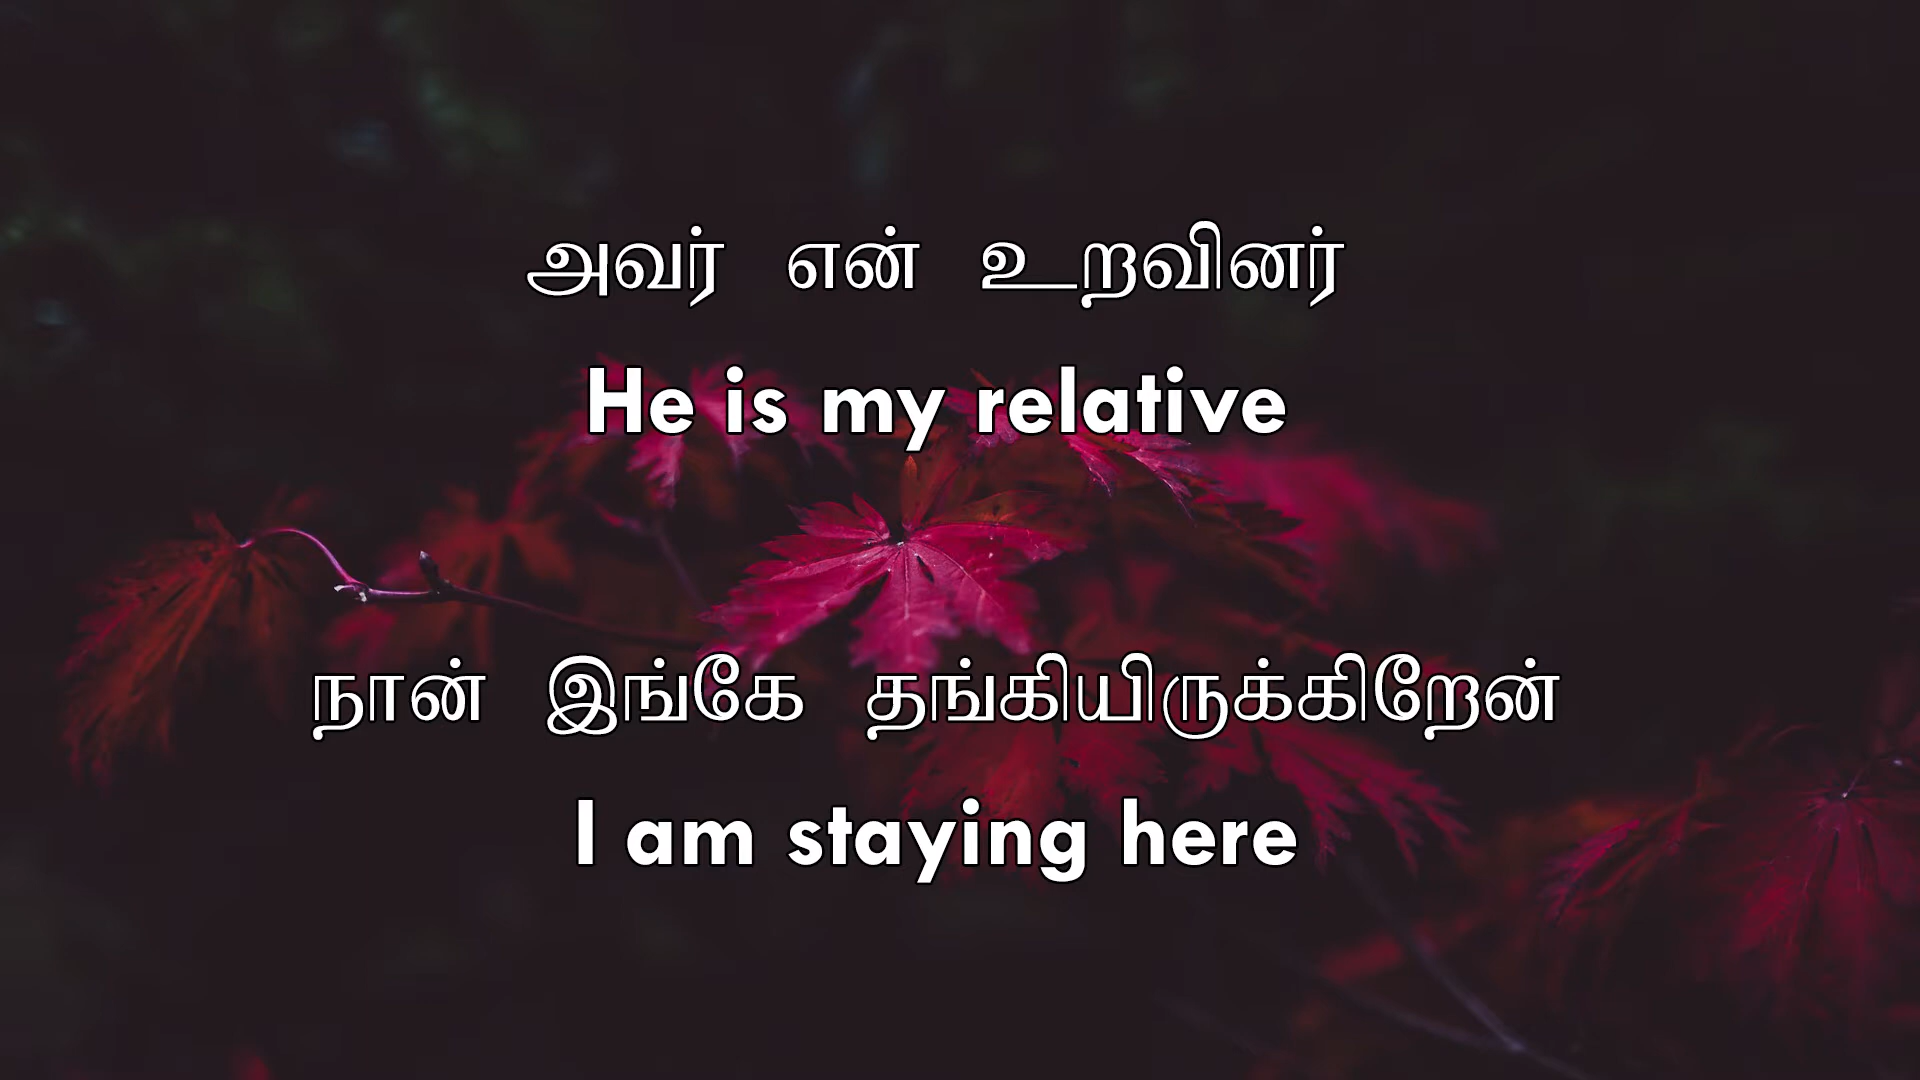 அவர் என் உறவினர்
He is my relative
நான் இங்கே தங்கியிருக்கிறேன்
I am staying here